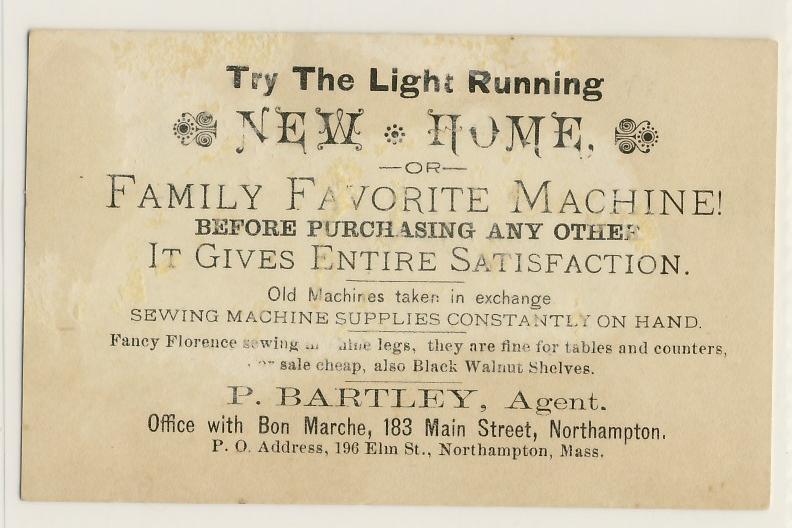 Try The Light Running
NEW HOME.
—OR—
FAMILY FAVORITE MACHINE!
BEFORE PURCHASING ANY OTHER
IT GIVES ENTIRE SATISFACTION.
Old Machines taken in exchange
SEWING MACHINE SUPPLIES CONSTANTLY ON HAND.
Fancy Florence sewing legs, they are fine for tables and counters,
sale cheap, also Black Walnut Shelves.
P. BARTLEY, Agent.
Office with Bon Marche, 183 Main Street, Northampton.
P. O. Address, 196 Elm St., Northampton, Mass.